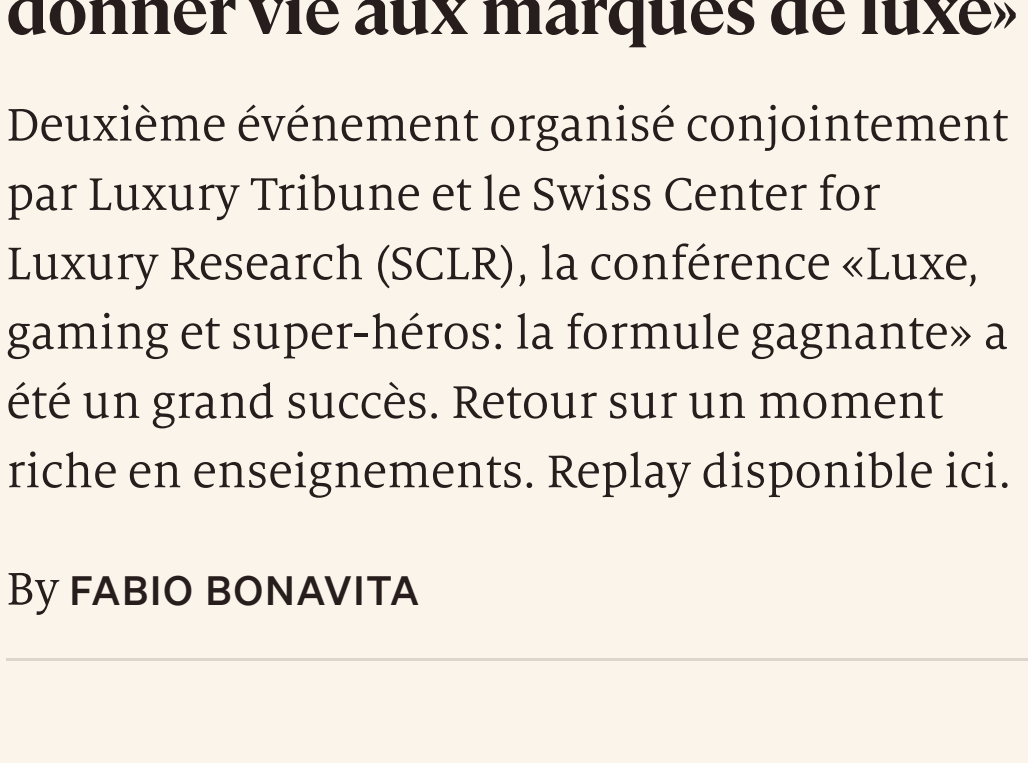 donner vie aux marques de luxe»
Deuxième événement organisé conjointement
par Luxury Tribune et le Swiss Center for
Luxury Research (SCLR), la conférence «Luxe,
gaming et super-héros: la formule gagnante» a
été un grand succès. Retour sur un moment
riche en enseignements. Replay disponible ici.
By FABIO BONAVITA